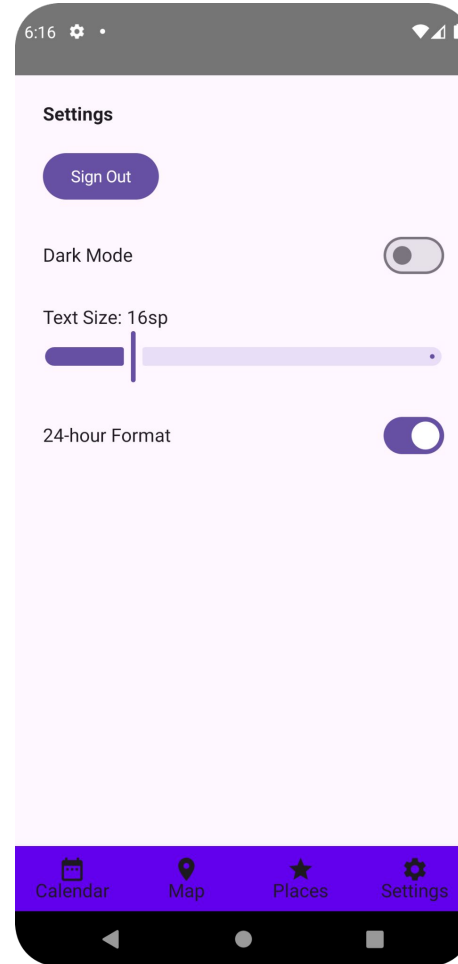 6:16
Settings
Sign Out
Dark Mode
Text Size: 16sp
24-hour Format
Calendar Map Places Settings